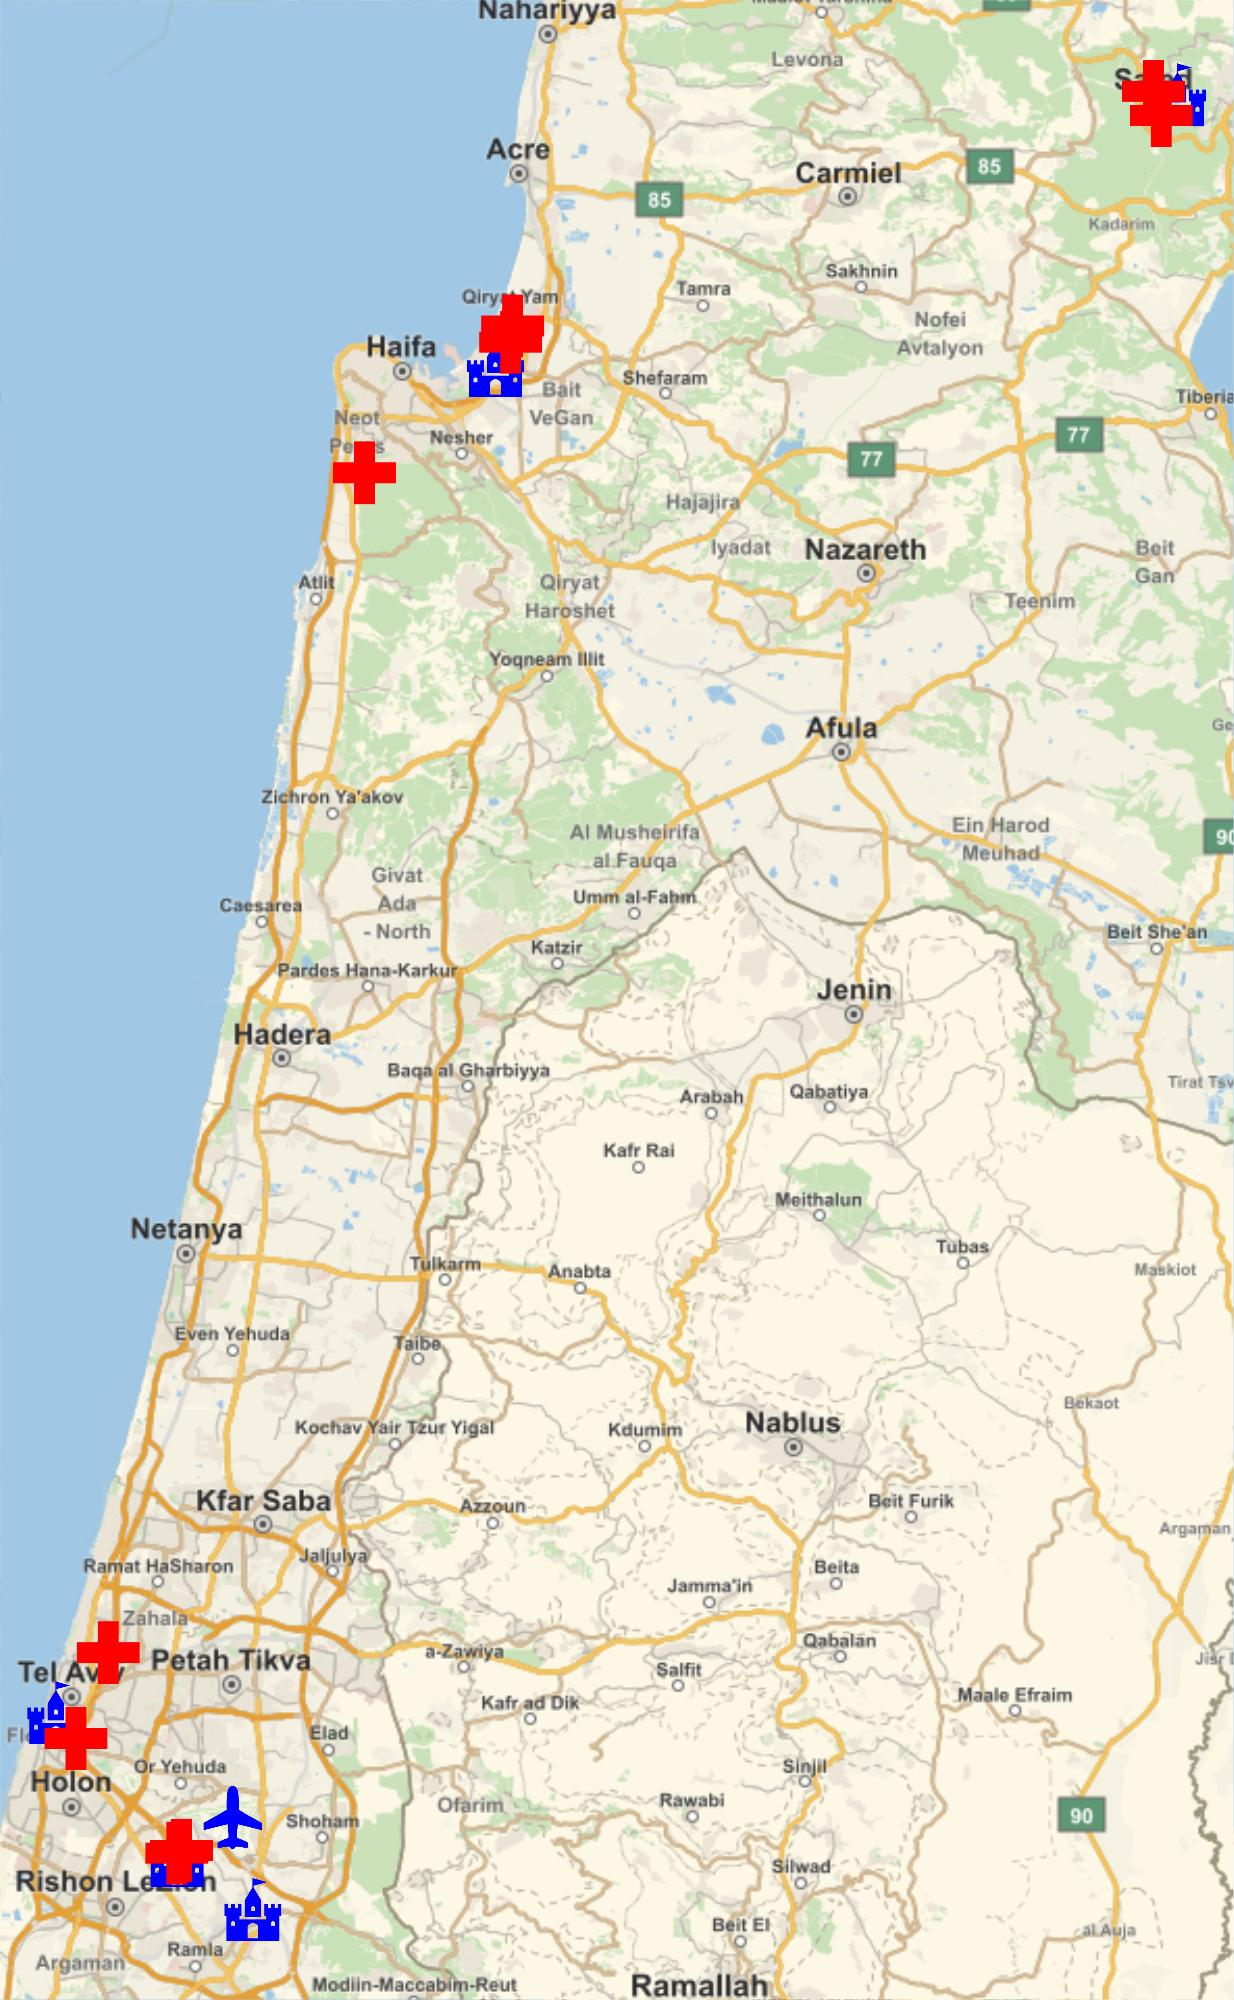 Nahariyya
Levona
Acre
85
Carmiel
85
Kadarim
Sakhnin
Qiryat Yam
Tamra
Nofei
Avtalyon
Haifa
Shefaram
Bait
VeGan
Neot
Nesher
77
77
Hajajira
Iyadat
Nazareth
Beit
Gan
Atlit
Qiryat
Haroshet
Teenim
Yoqneam Illit
Afula
Zichron Ya'akov
Ein Harod
Meuhad
Al Musheirifa
al Fauqa
90
Givat
Ada
- North
Caesarea
Umm al-Fahm
Beit She'an
Katzir
Pardes Hana-Karkur
Jenin
Hadera
Baqa al Gharbiyya
Arabah
Qabatiya
Kafr Rai
Meithalun
Netanya
Tubas
Tulkarm
Anabta
Maskiot
Even Yehuda
Taibe
Bekaot
Kochav Yair Tzur Yigal
Kdumim
Nablus
Kfar Saba
Azzoun
Beit Furik
Argaman
Ramat HaSharon
Jaljulya
Beita
Jamma'in
Zahala
Qabalan
a-Zawiya
Petah Tikva
Tel Aviv
Salfit
Kafr ad Dik
Maale Efraim
Elad
Or Yehuda
Sinjil
Holon
Ofarim
Rawabi
90
Shoham
Silwad
Rishon LeZion
Beit El
al Auja
Ramla
Argaman
Modiin-Maccabim-Reut
Ramallah